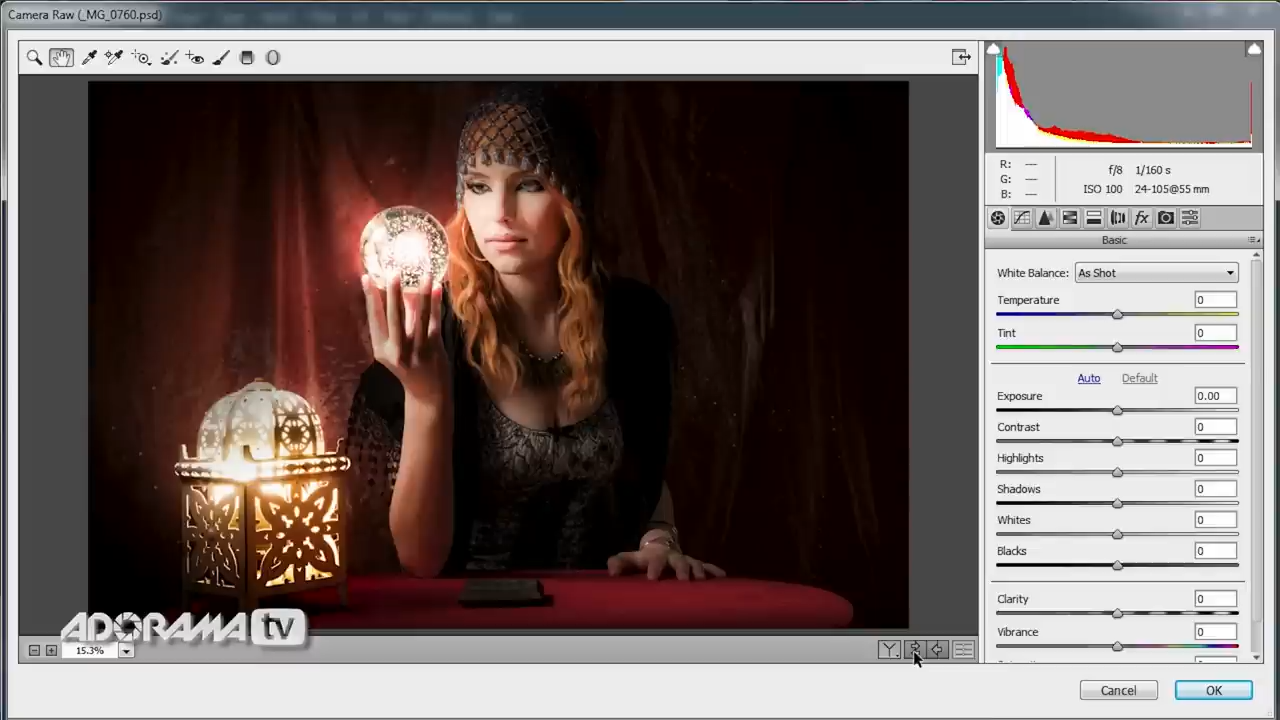 Camera Raw (_MG_0760.psd)
R: ---
G: ---
B: ---
f/8 1/160 s
ISO 100 24-105@55 mm
fx
Basic
White Balance: As Shot
Temperature 0
Tint 0
Auto Default
Exposure 0.00
Contrast 0
Highlights 0
Shadows 0
Whites 0
Blacks 0
Clarity 0
Vibrance 0
ADORAMA tv
15.3%
Y
Cancel OK